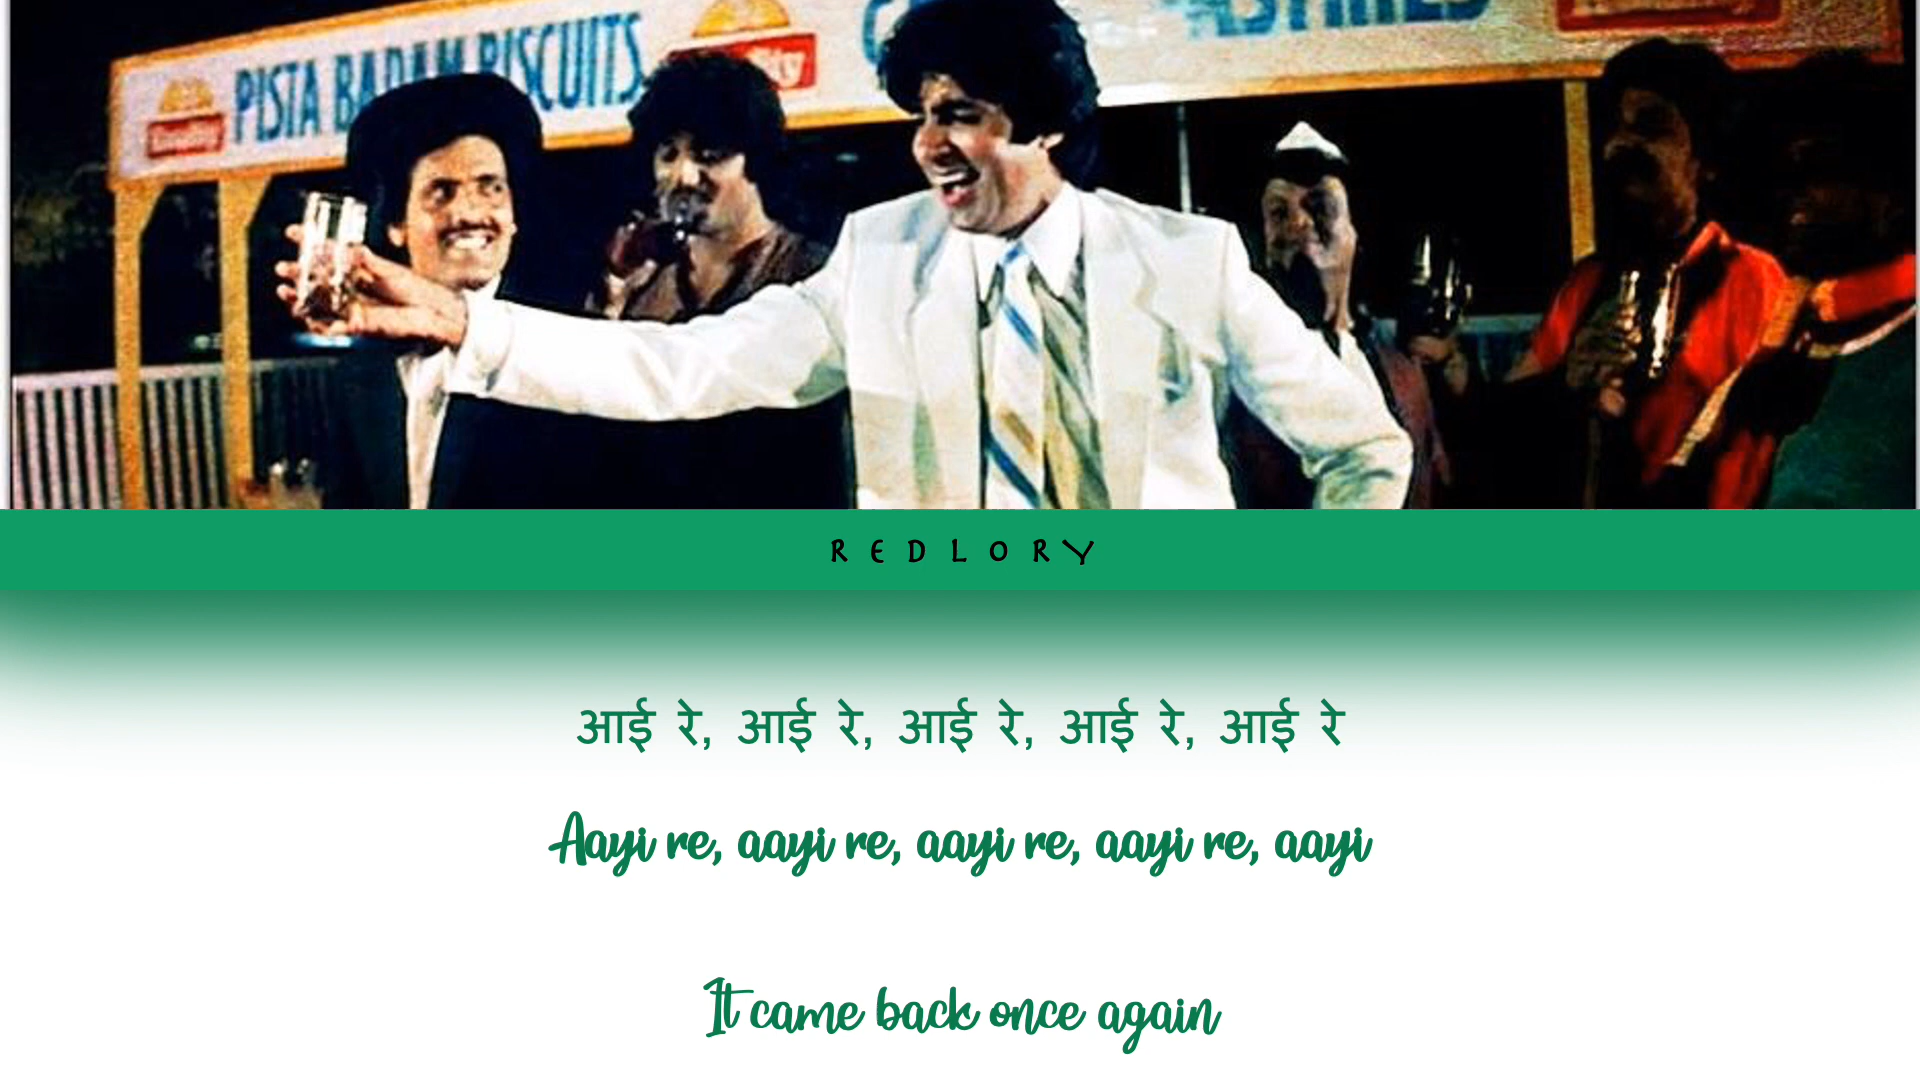 PISTA BADAM BISCUITS
REDLORY
आई रे, आई रे, आई रे, आई रे, आई रे
Aayi re, aayi re, aayi re, aayi re, aayi
It came back once again